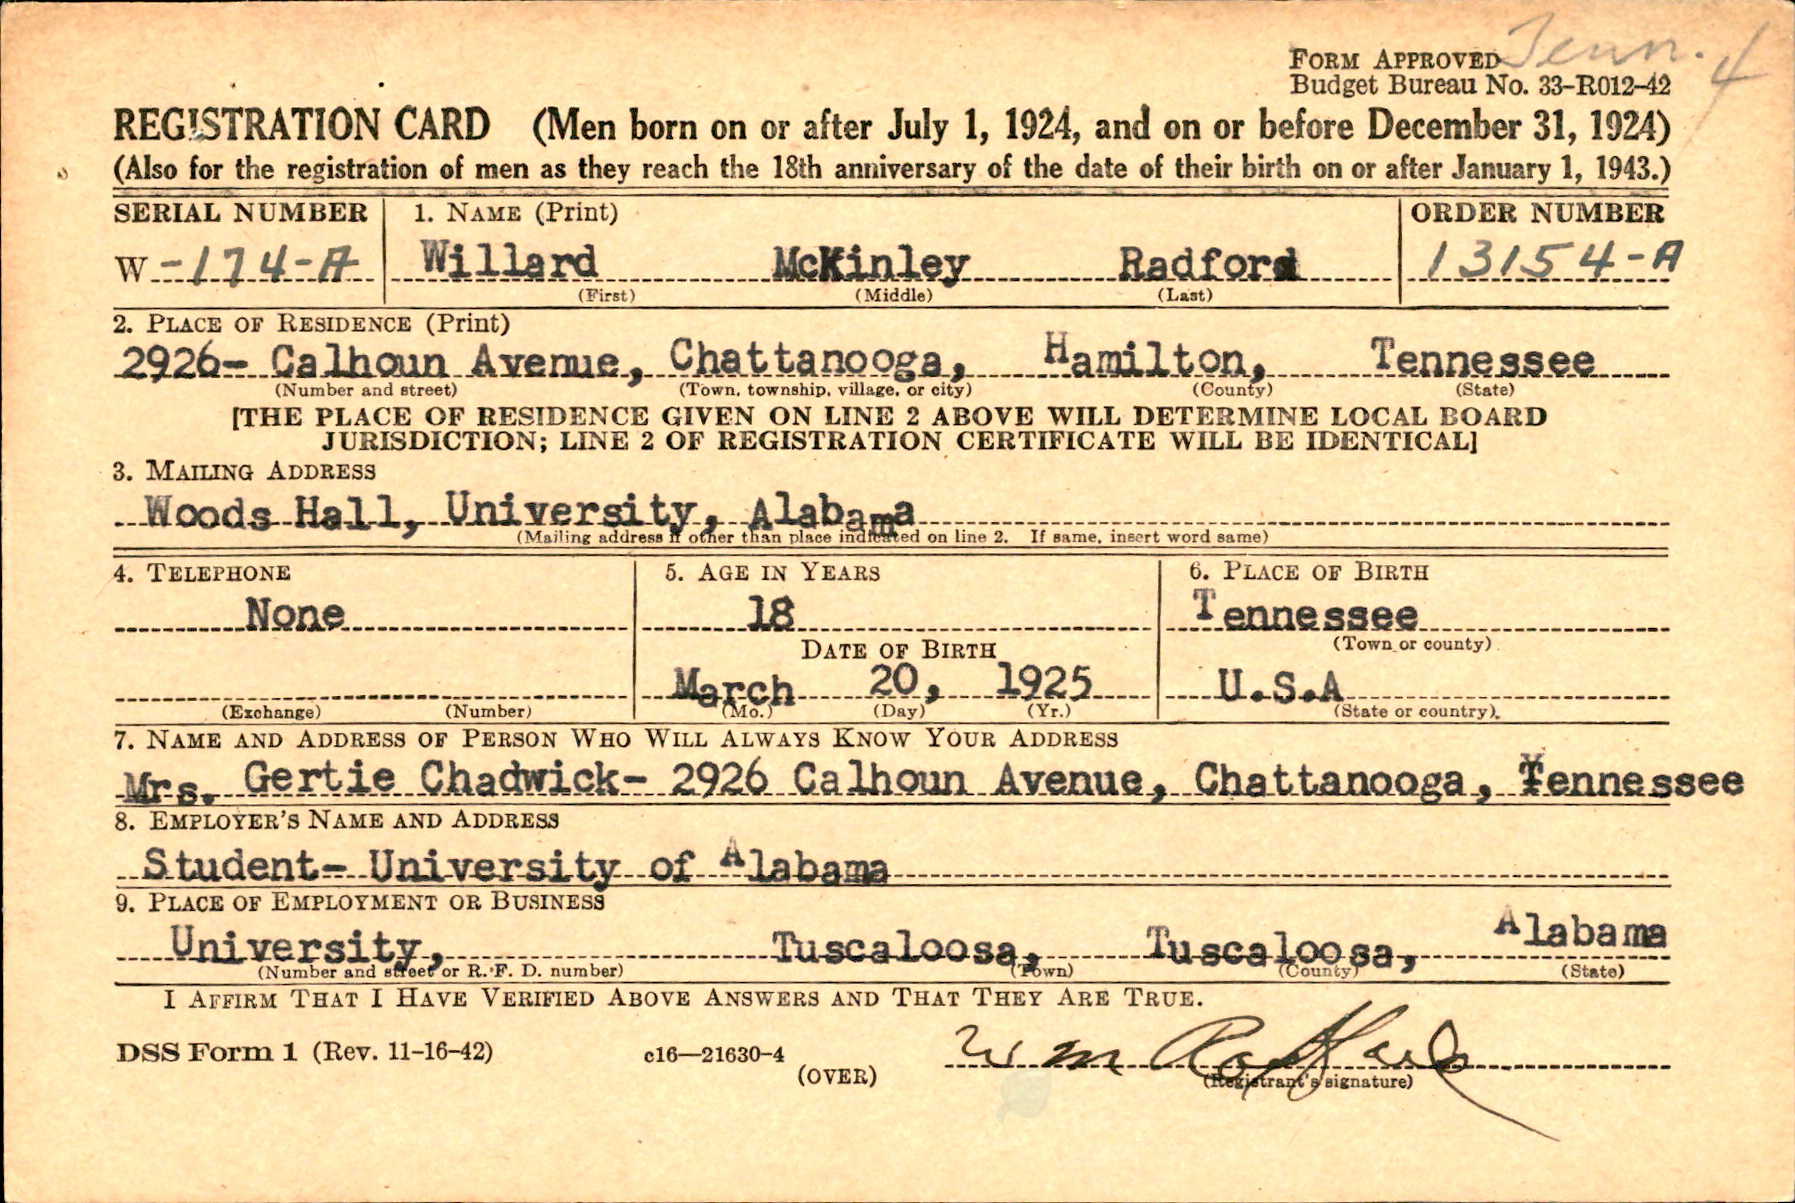 Tenn. 4
FORM APPROVED
Budget Bureau No. 33-R012-42
REGISTRATION CARD (Men born on or after July 1, 1924, and on or before December 31, 1924)
(Also for the registration of men as they reach the 18th anniversary of the date of their birth on or after January 1, 1943.)
SERIAL NUMBER 1. NAME (Print) ORDER NUMBER
W-174-A Willard McKinley Radford 13154-A
(First) (Middle) (Last)
2. PLACE OF RESIDENCE (Print)
2926- Calhoun Avenue, Chattanooga, Hamilton, Tennessee
(Number and street) (Town, township, village, or city) (County) (State)
[THE PLACE OF RESIDENCE GIVEN ON LINE 2 ABOVE WILL DETERMINE LOCAL BOARD
JURISDICTION; LINE 2 OF REGISTRATION CERTIFICATE WILL BE IDENTICAL]
3. MAILING ADDRESS
Woods Hall, University, Alabama
(Mailing address if other than place indicated on line 2. If same, insert word same)
4. TELEPHONE 5. AGE IN YEARS 6. PLACE OF BIRTH
None 18 Tennessee
DATE OF BIRTH (Town or county)
March 20, 1925 U.S.A
(Exchange) (Number) (Mo.) (Day) (Yr.) (State or country)
7. NAME AND ADDRESS OF PERSON WHO WILL ALWAYS KNOW YOUR ADDRESS
Mrs. Gertie Chadwick- 2926 Calhoun Avenue, Chattanooga, Tennessee
8. EMPLOYER'S NAME AND ADDRESS
Student- University of Alabama
9. PLACE OF EMPLOYMENT OR BUSINESS
University, Tuscaloosa, Tuscaloosa, Alabama
(Number and street or R. F. D. number) (Town) (County) (State)
I AFFIRM THAT I HAVE VERIFIED ABOVE ANSWERS AND THAT THEY ARE TRUE.
DSS Form 1 (Rev. 11-16-42) c16—21630-4 W m Radford
(OVER) (Registrant's signature)